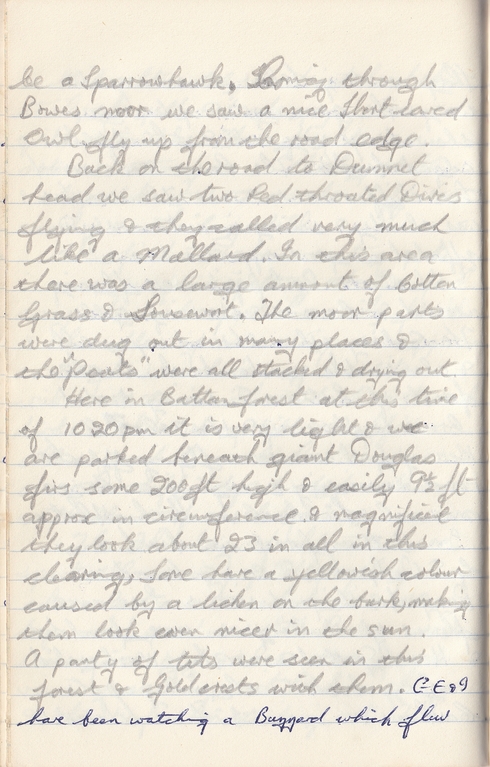 be a Sparrowhawk. Coming through
Bowes moor we saw a nice Short eared
Owl fly up from the road edge.
Back on the road to Dunnet
head we saw two Red throated Divers
flying & they called very much
like a Mallard. In this area
there was a large amount of Cotton
Grass & Lousewort. The moor parts
were dug out in many places &
the "Peats" were all stacked & drying out
Here in Battan forest at this time
of 1020pm it is very light & we
are parked beneath giant Douglas
firs some 200ft high & easily 9½ ft
approx in circumference. & magnificent
they look about 23 in all in this
clearing, Some have a yellowish colour
caused by a lichen on the bark, making
them look even nicer in the sun.
A party of tits were seen in this
forest & Goldcrests with them.
have been watching a Buzzard which flew